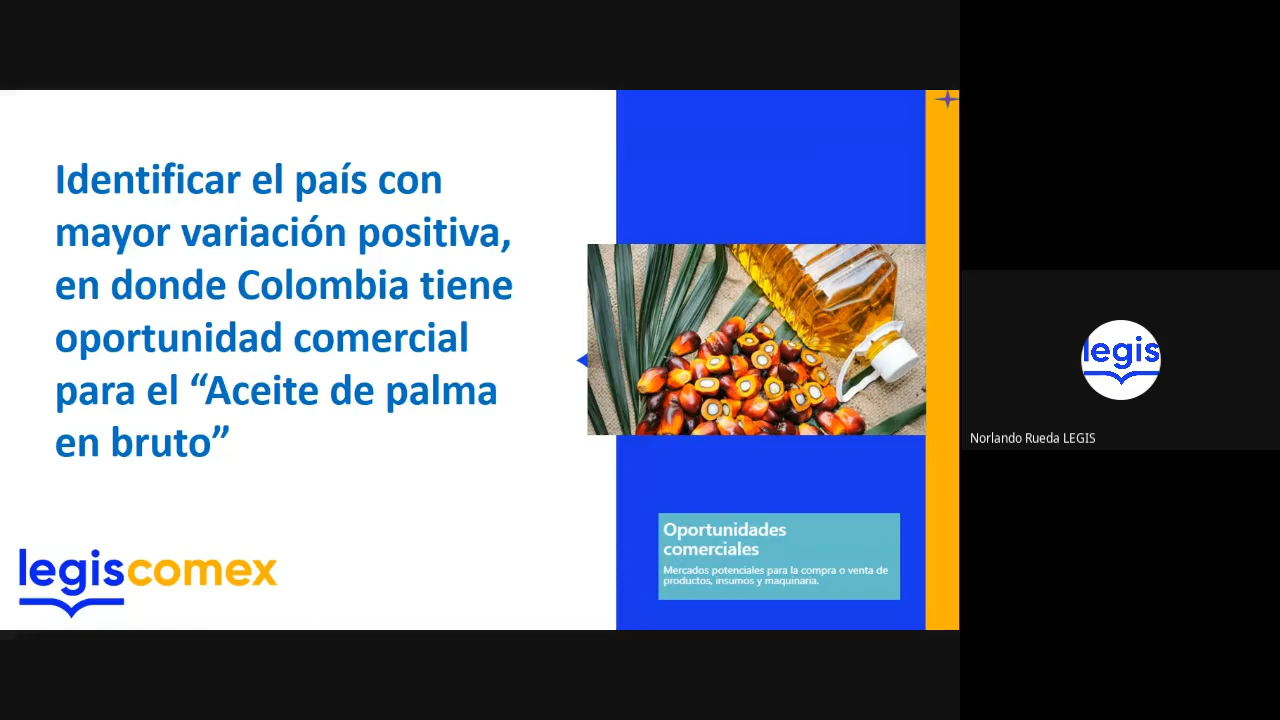 Identificar el país con
mayor variación positiva,
en donde Colombia tiene
oportunidad comercial
para el “Aceite de palma
en bruto”
legiscomex
Oportunidades
comerciales
Mercados potenciales para la compra o venta de
productos, insumos y maquinaria.
legis
Norlando Rueda LEGIS